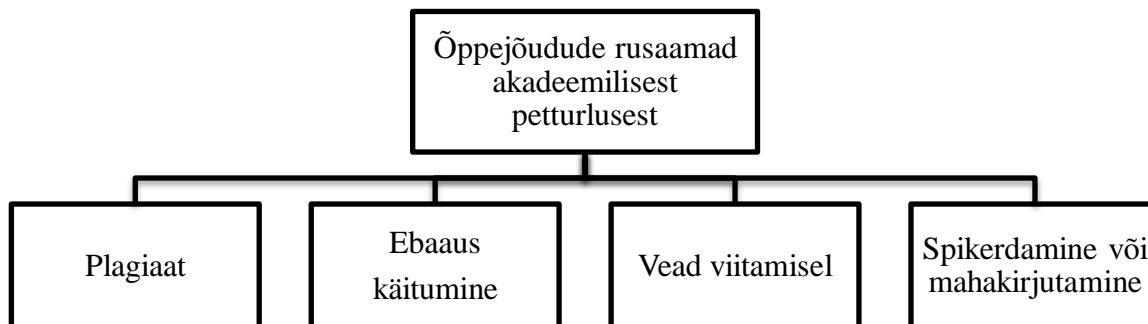 Õppejõudude rusaamad
akadeemilisest
petturlusest
Plagiaat
Ebaaus
käitumine
Vead viitamisel
Spikerdamine või
mahakirjutamine